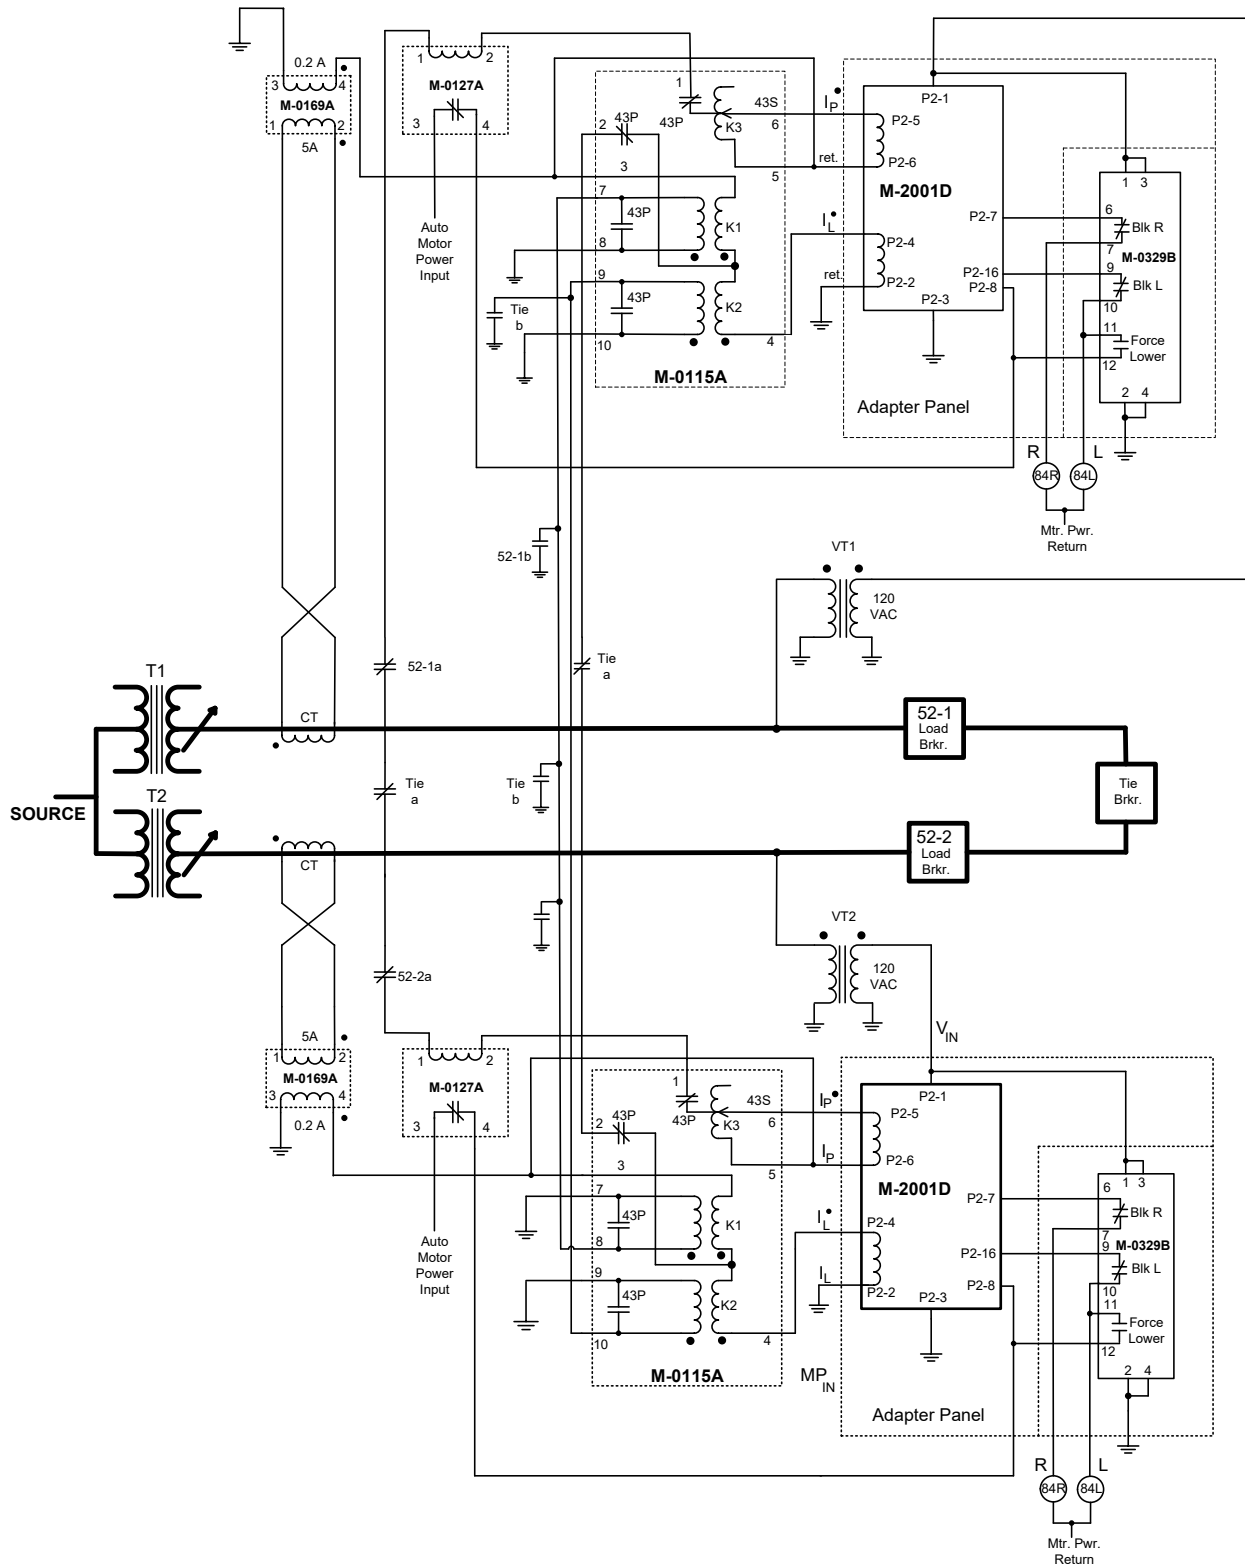 0.2 A
3
4
M-0169A
1
2
5A
1
2
M-0127A
3
4
Auto
Motor
Power
Input
1
43P
43S
K3
6
2
43P
3
5
7
43P
K1
8
9
43P
K2
10
4
M-0115A
Tie
b
I P
ret.
I L
ret.
P2-1
P2-5
P2-6
M-2001D
P2-7
P2-4
P2-16
P2-2
P2-8
P2-3
Adapter Panel
1
3
6
Blk R
7
M-0329B
9
Blk L
10
11
Force
Lower
12
2
4
R
L
84R
84L
Mtr. Pwr.
Return
52-1b
VT1
120
VAC
52-1a
Tie
a
T1
CT
52-1
Load
Brkr.
Tie
a
Tie
b
Tie
Brkr.
SOURCE
T2
CT
52-2
Load
Brkr.
VT2
120
VAC
52-2a
V IN
5A
1
2
M-0169A
3
4
0.2 A
1
2
M-0127A
3
4
Auto
Motor
Power
Input
1
43P
43S
K3
6
2
43P
3
5
7
43P
K1
8
9
43P
K2
10
4
M-0115A
I P
I P
I L
I L
MP IN
P2-1
P2-5
P2-6
M-2001D
P2-7
P2-4
P2-16
P2-2
P2-8
P2-3
Adapter Panel
1
3
6
Blk R
7
M-0329B
9
Blk L
10
11
Force
Lower
12
2
4
R
L
84R
84L
Mtr. Pwr.
Return